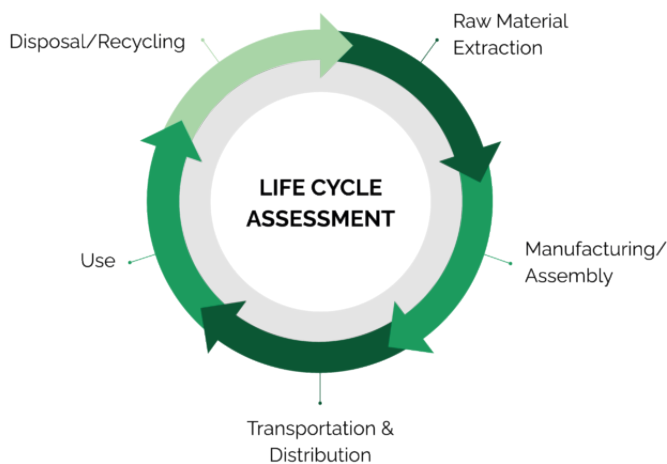 Disposal/Recycling
Raw Material
Extraction
LIFE CYCLE
ASSESSMENT
Use
Manufacturing/
Assembly
Transportation &
Distribution